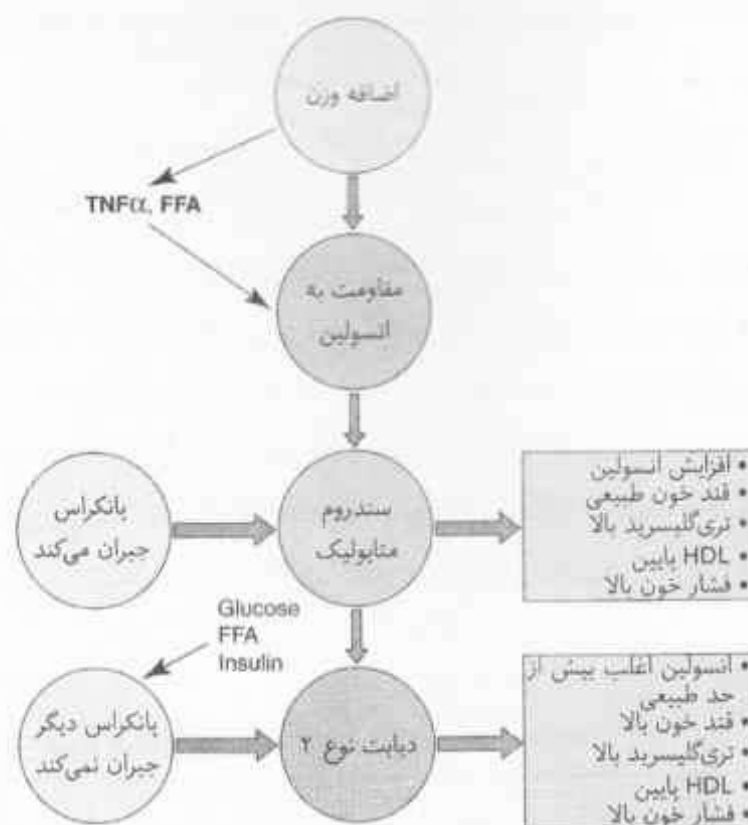 اضافه وزن
TNFα, FFA
مقاومت به
انسولین
پانکراس
جبران می‌کند
سندروم
متابولیک
• افزایش انسولین
• قند خون طبیعی
• تری‌گلیسرید بالا
• HDL پایین
• فشار خون بالا
Glucose
FFA
Insulin
پانکراس دیگر
جبران نمی‌کند
دیابت نوع ۲
• انسولین اغلب بیش از
حد طبیعی
• قند خون بالا
• تری‌گلیسرید بالا
• HDL پایین
• فشار خون بالا